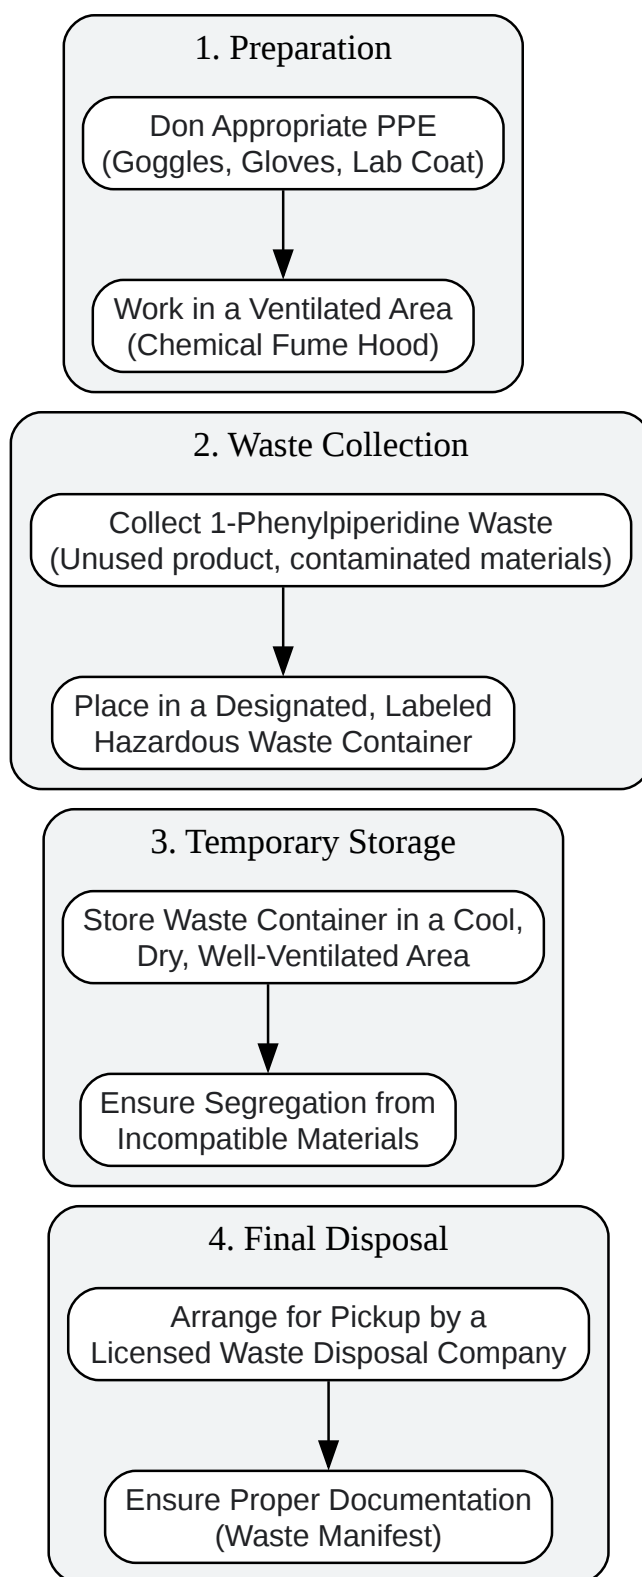 1. Preparation
Don Appropriate PPE
(Goggles, Gloves, Lab Coat)
Work in a Ventilated Area
(Chemical Fume Hood)
2. Waste Collection
Collect 1-Phenylpiperidine Waste
(Unused product, contaminated materials)
Place in a Designated, Labeled
Hazardous Waste Container
3. Temporary Storage
Store Waste Container in a Cool,
Dry, Well-Ventilated Area
Ensure Segregation from
Incompatible Materials
4. Final Disposal
Arrange for Pickup by a
Licensed Waste Disposal Company
Ensure Proper Documentation
(Waste Manifest)